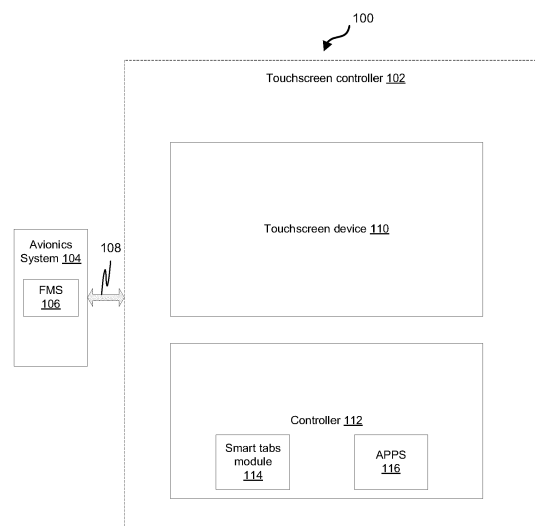 100
Touchscreen controller 102
Touchscreen device 110
108
Avionics
System 104
FMS
106
Controller 112
Smart tabs
module
114
APPS
116